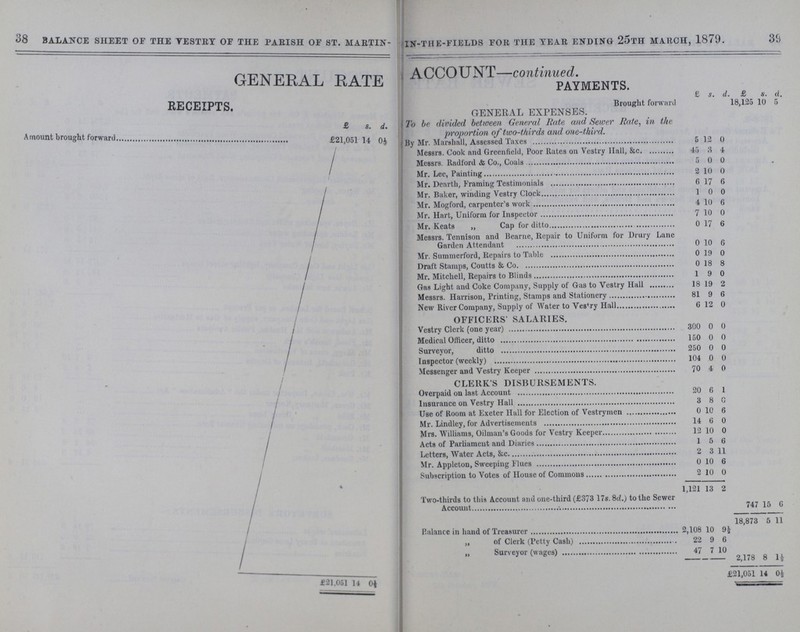 38 BALANCE SHEET OF THE VESTRY OF THE PARISH OF ST. MARTIN-
GENERAL RATE
RECEIPTS.
£ s. d.
Amount brought forward £21,051 14 0½
£21,051 14 0½
IN-THE-FIELDS FOR THE YEAR ENDING 25TH MARCH, 1879. 39
ACCOUNT—continued.
PAYMENTS.
£ s. d. £ s. d.
Brought forward 18,125 10 5
GENERAL EXPENSES.
To be divided between General Rate and Sewer Rate, in the
proportion of two-thirds and one-third.
By Mr. Marshall, Assessed Taxes 5 12 0
Messrs. Cook and Greenfield, Poor Rates on Vestry Hall, &c. 45 3 4
Messrs. Radford & Co., Coals 5 0 0
Mr. Lee, Painting 2 10 0
Mr. Dearth, Framing Testimonials 6 17 6
Mr. Baker, winding Vestry Clock 1 0 0
Mr. Mogford, carpenter's work 4 10 6
Mr. Hart, Uniform for Inspector 7 10 0
Mr. Keats „ Cap for ditto 0 17 6
Messrs. Tennison and Bearne, Repair to Uniform for Drury Lane
Garden Attendant 0 10 6
Mr. Summerford, Repairs to Table 0 19 0
Draft Stamps, Coutts & Co. 0 18 8
Mr. Mitchell, Repairs to Blinds 1 9 0
Gas Light and Coke Company, Supply of Gas to Vestry Hall 18 19 2
Messrs. Harrison, Printing, Stamps and Stationery 81 9 6
New River Company, Supply of Water to Vestry Hall 6 12 0
OFFICERS' SALARIES.
Vestry Clerk (one year) 300 0 0
Medical Officer, ditto 150 0 0
Surveyor, ditto 250 0 0
Inspector (weekly) 104 0 0
Messenger and Vestry Keeper 70 4 0
CLERK'S DISBURSEMENTS.
Overpaid on last Account 20 6 1
Insurance on Vestry Hall 3 8 0
Use of Room at Exeter Hall for Election of Vestrymen 0 10 6
Mr. Lindley, for Advertisements 14 6 0
Mrs. Williams, Oilman's Goods for Vestry Keeper 12 10 0
Acts of Parliament and Diaries 1 5 6
Letters, Water Acts, &c. 2 3 11
Mr. Appleton, Sweeping Flues 0 10 6
Subscription to Votes of House of Commons 2 10 0
1,121 13 2
Two-thirds to this Account and one-third (£373 17s. 8d.) to the Sewer
Account 747 15 6
18,873 5 11
Balance in hand of Treasurer 2,108 10 9½
„ of Clerk (Petty Cash) 22 9 6
„ Surveyor (wages) 47 7 10
2,178 8 1½
£21,051 14 0½